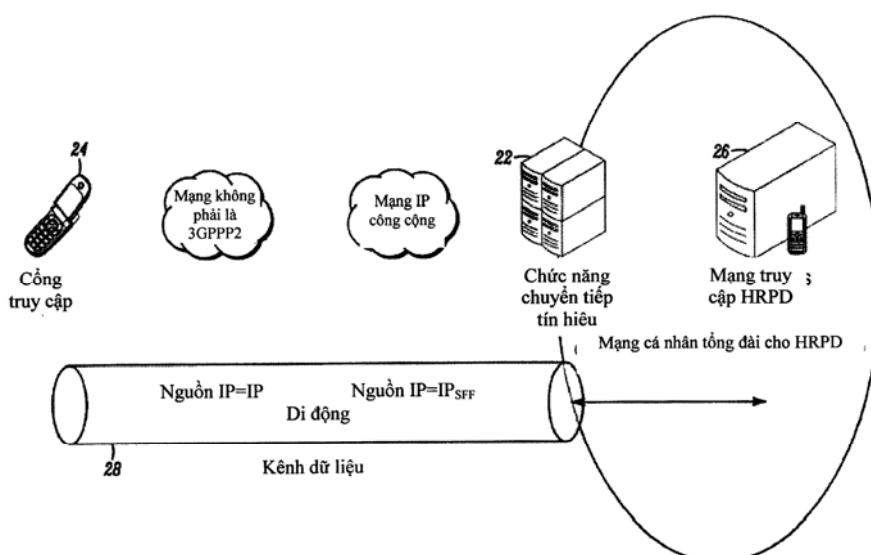 24
Cổng
truy cập
Mạng không
phải là
3GPPP2
Mạng IP
công cộng
22
Chức năng
chuyển tiếp
tín hiêu
26
Mạng truy
cập HRPD
s
Mạng cá nhân tổng đài cho HRPD
Nguồn IP=IP
Nguồn IP=IPSFF
Di động
28
Kênh dữ liệu